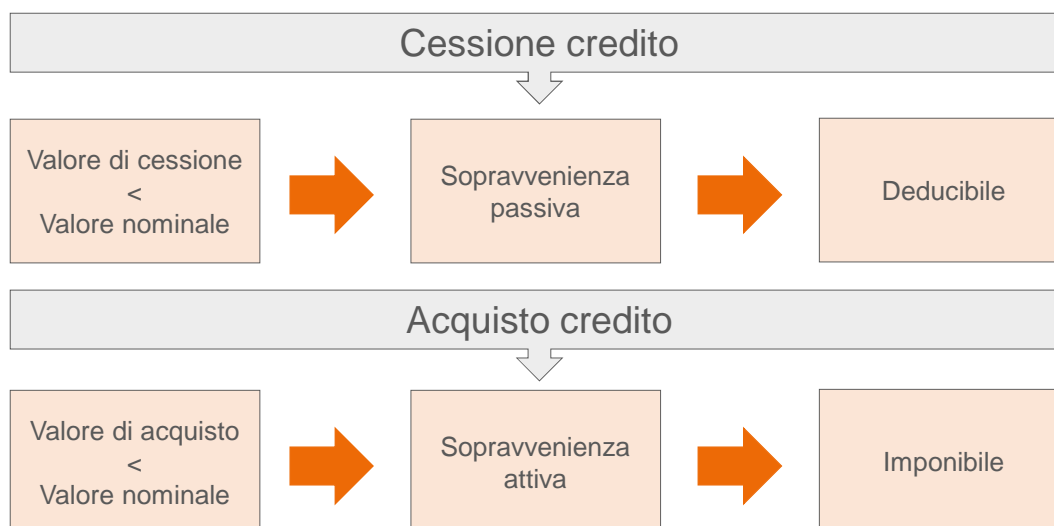 Cessione credito
Valore di cessione
<
Valore nominale
Sopravvenienza
passiva
Deducibile
Acquisto credito
Valore di acquisto
<
Valore nominale
Sopravvenienza
attiva
Imponibile